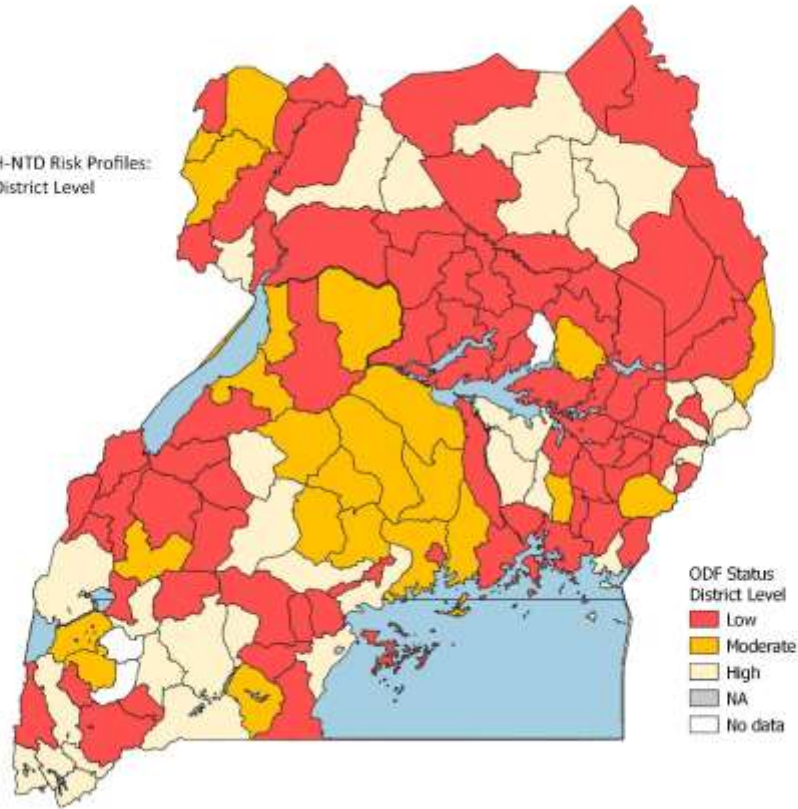 H-NTD Risk Profiles:
District Level
ODF Status
District Level
Low
Moderate
High
NA
No data